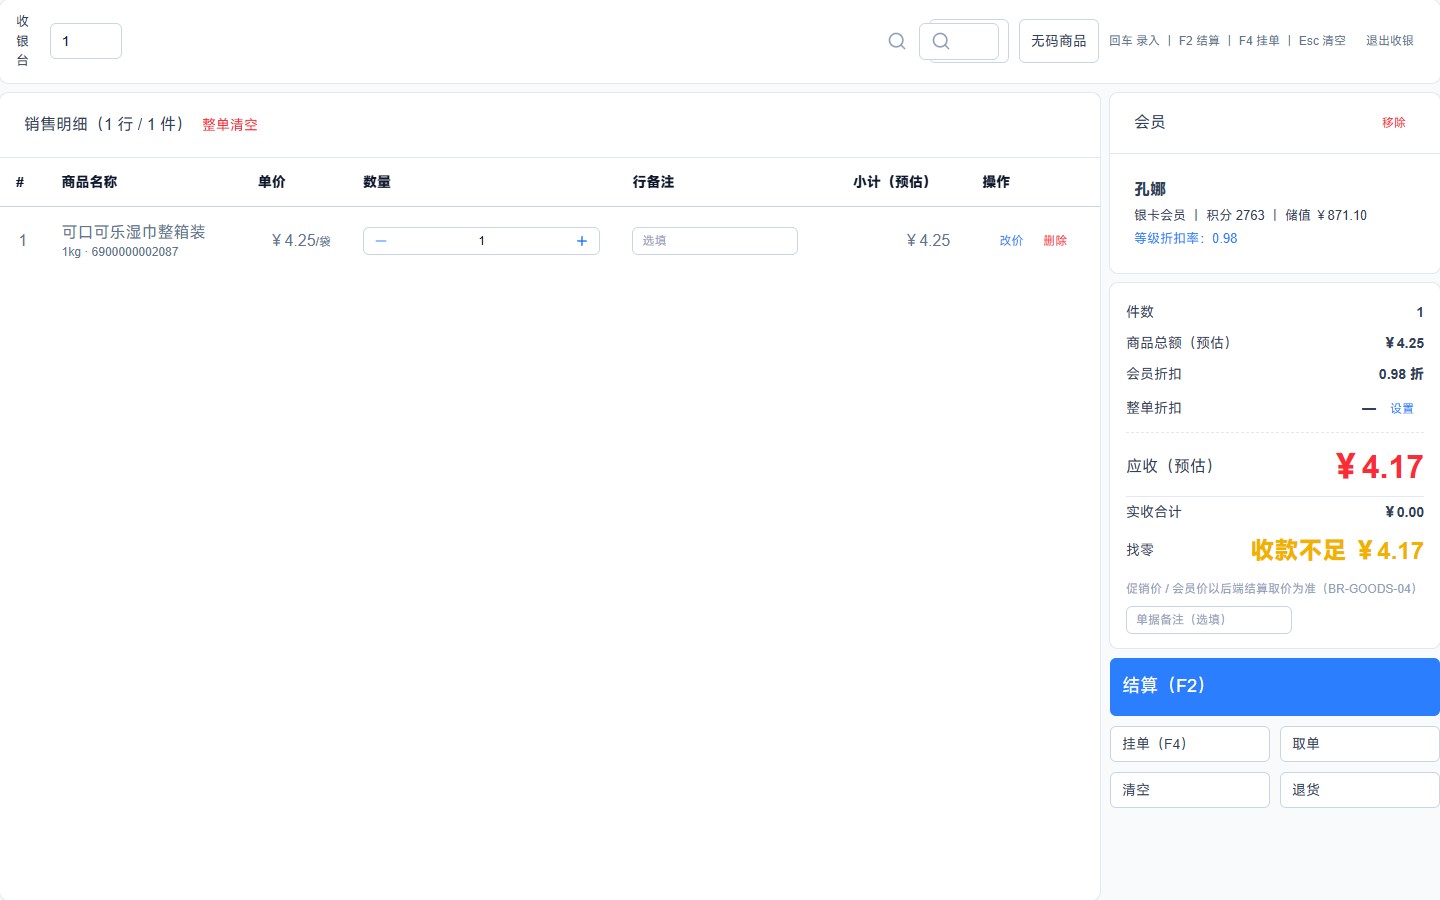 收银台
1
无码商品
回车 录入 | F2 结算 | F4 挂单 | Esc 清空
退出收银
销售明细（1 行 / 1 件）
整单清空
# 商品名称 单价 数量 行备注 小计（预估） 操作
1 可口可乐湿巾整箱装 ¥4.25/袋 1 选填 ¥4.25 改价 删除
1kg · 6900000002087
会员
移除
孔娜
银卡会员 | 积分 2763 | 储值 ¥871.10
等级折扣率：0.98
件数 1
商品总额（预估） ¥4.25
会员折扣 0.98 折
整单折扣 — 设置
应收（预估） ¥4.17
实收合计 ¥0.00
找零 收款不足 ¥4.17
促销价 / 会员价以后端结算取价为准（BR-GOODS-04）
单据备注（选填）
结算（F2）
挂单（F4） 取单
清空 退货